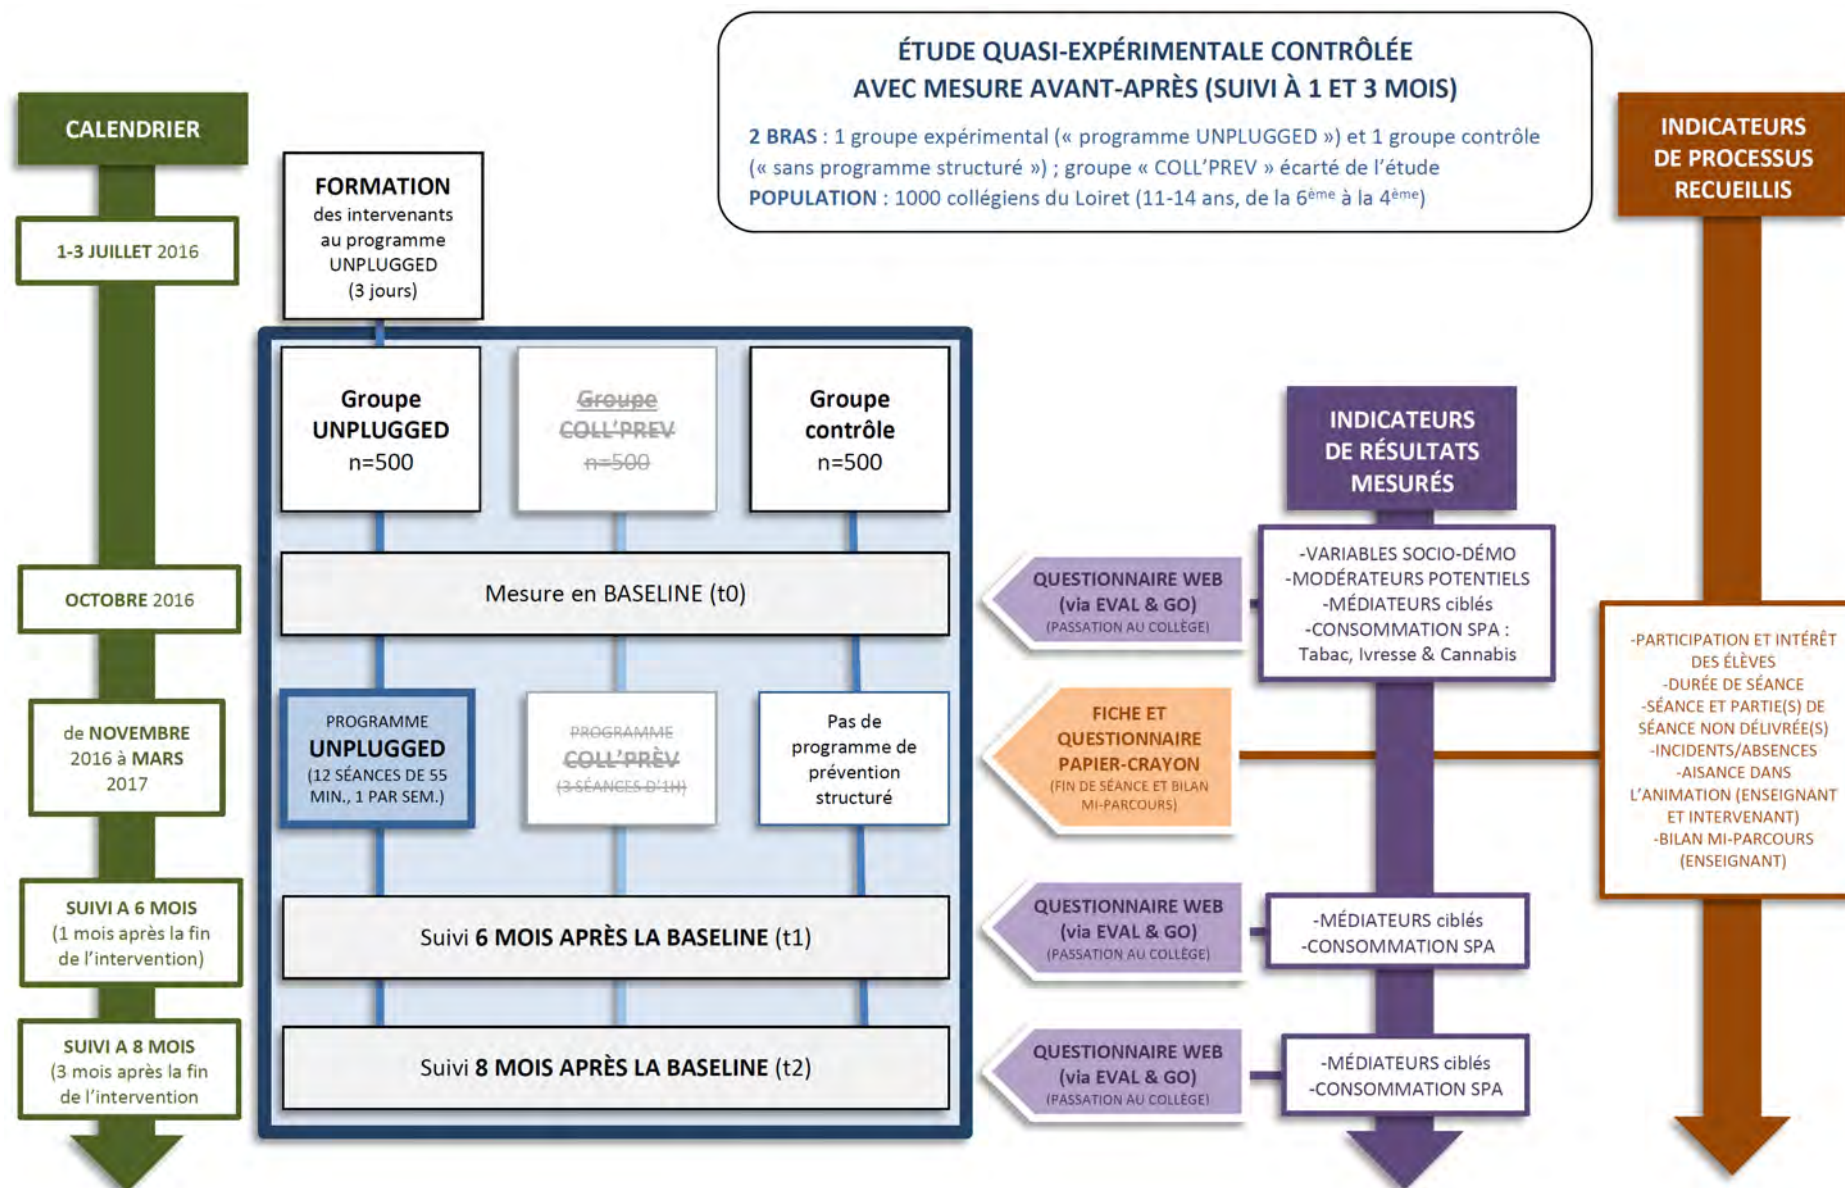 ÉTUDE QUASI-EXPÉRIMENTALE CONTRÔLÉE
AVEC MESURE AVANT-APRÈS (SUIVI À 1 ET 3 MOIS)
2 BRAS : 1 groupe expérimental (« programme UNPLUGGED ») et 1 groupe contrôle
(« sans programme structuré ») ; groupe « COLL'PREV » écarté de l'étude
POPULATION : 1000 collégiens du Loiret (11-14 ans, de la 6ème à la 4ème)
CALENDRIER
1-3 JUILLET 2016
OCTOBRE 2016
de NOVEMBRE
2016 à MARS
2017
SUIVI A 6 MOIS
(1 mois après la fin
de l'intervention)
SUIVI A 8 MOIS
(3 mois après la fin
de l'intervention
FORMATION
des intervenants
au programme
UNPLUGGED
(3 jours)
Groupe
UNPLUGGED
n=500
Groupe
COLL'PREV
n=500
Groupe
contrôle
n=500
Mesure en BASELINE (t0)
PROGRAMME
UNPLUGGED
(12 SÉANCES DE 55
MIN., 1 PAR SEM.)
PROGRAMME
COLL'PRÈV
(3 SÉANCES D'1H)
Pas de
programme de
prévention
structuré
Suivi 6 MOIS APRÈS LA BASELINE (t1)
Suivi 8 MOIS APRÈS LA BASELINE (t2)
QUESTIONNAIRE WEB
(via EVAL & GO)
(PASSATION AU COLLÈGE)
FICHE ET
QUESTIONNAIRE
PAPIER-CRAYON
(FIN DE SÉANCE ET BILAN
MI-PARCOURS)
QUESTIONNAIRE WEB
(via EVAL & GO)
(PASSATION AU COLLÈGE)
QUESTIONNAIRE WEB
(via EVAL & GO)
(PASSATION AU COLLÈGE)
INDICATEURS
DE RÉSULTATS
MESURÉS
-VARIABLES SOCIO-DÉMO
-MODÉRATEURS POTENTIELS
-MÉDIATEURS ciblés
-CONSOMMATION SPA :
Tabac, Ivresse & Cannabis
-MÉDIATEURS ciblés
-CONSOMMATION SPA
-MÉDIATEURS ciblés
-CONSOMMATION SPA
INDICATEURS
DE PROCESSUS
RECUEILLIS
-PARTICIPATION ET INTÉRÊT
DES ÉLÈVES
-DURÉE DE SÉANCE
-SÉANCE ET PARTIE(S) DE
SÉANCE NON DÉLIVRÉE(S)
-INCIDENTS/ABSENCES
-AISANCE DANS
L'ANIMATION (ENSEIGNANT
ET INTERVENANT)
-BILAN MI-PARCOURS
(ENSEIGNANT)